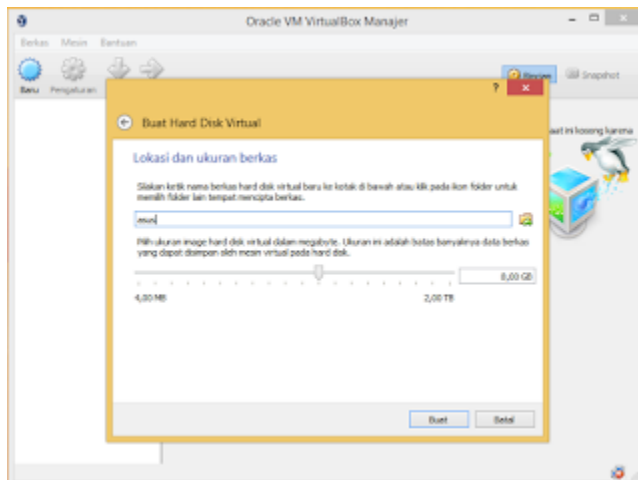 Oracle VM VirtualBox Manajer
Berkas Mesin Bantuan
Baru Pengaturan
Snapshot
saat ini kosong karena
Buat Hard Disk Virtual
Lokasi dan ukuran berkas
Silakan ketik nama berkas hard disk virtual baru ke kotak di bawah atau klik pada ikon folder untuk
memilih folder lain tempat mencipta berkas.
asus
Pilih ukuran image hard disk virtual dalam megabyte. Ukuran ini adalah batas banyaknya data berkas
yang dapat disimpan oleh mesin virtual pada hard disk.
8,00 GB
4,00 MB 2,00 TB
Buat Batal